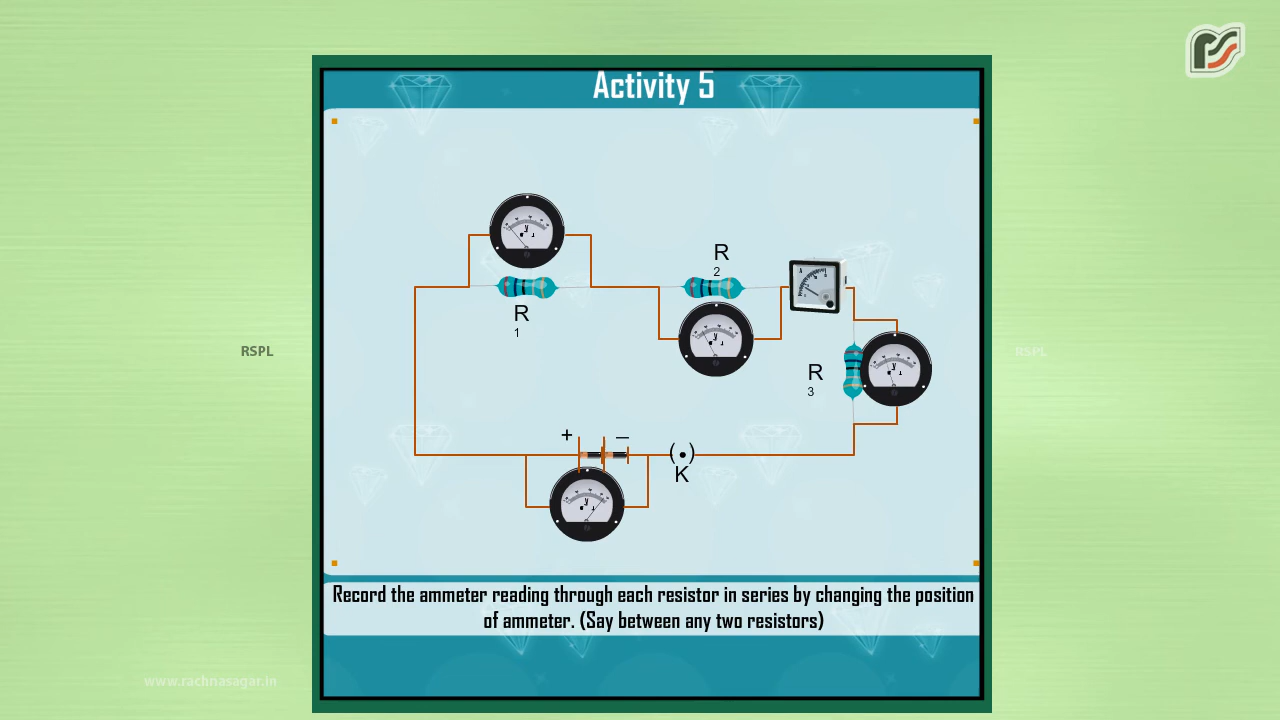 Activity 5
R
1
R
2
R
3
+ –
( • )
K
RSPL
RSPL
Record the ammeter reading through each resistor in series by changing the position
of ammeter. (Say between any two resistors)
www.rachnasagar.in